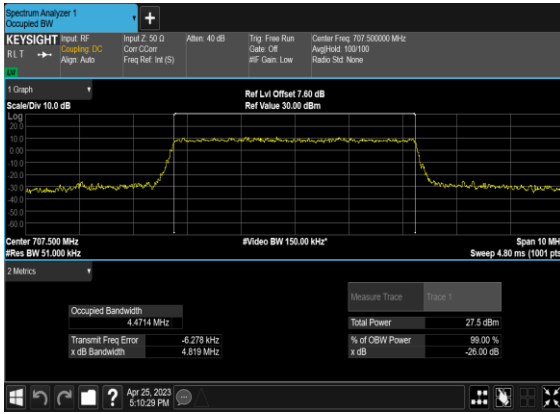 Spectrum Analyzer 1
Occupied BW
KEYSIGHT Input: RF Input Z: 50 Ω Atten: 40 dB Trig: Free Run Center Freq: 707.500000 MHz
RLT Coupling: DC Corr CCorr Gate: Off Avg|Hold: 100/100
Align: Auto Freq Ref: Int (S) #IF Gain: Low Radio Std: None
1 Graph
Ref Lvl Offset 7.60 dB
Scale/Div 10.0 dB Ref Value 30.00 dBm
Log
20.0
10.0
0.00
-10.0
-20.0
-30.0
-40.0
-50.0
-60.0
Center 707.500 MHz #Video BW 150.00 kHz* Span 10 MH
#Res BW 51.000 kHz Sweep 4.80 ms (1001 pts
2 Metrics
Measure Trace Trace 1
Occupied Bandwidth
4.4714 MHz Total Power 27.5 dBm
Transmit Freq Error -6.278 kHz % of OBW Power 99.00 %
x dB Bandwidth 4.819 MHz x dB -26.00 dB
Apr 25, 2023
5:10:29 PM